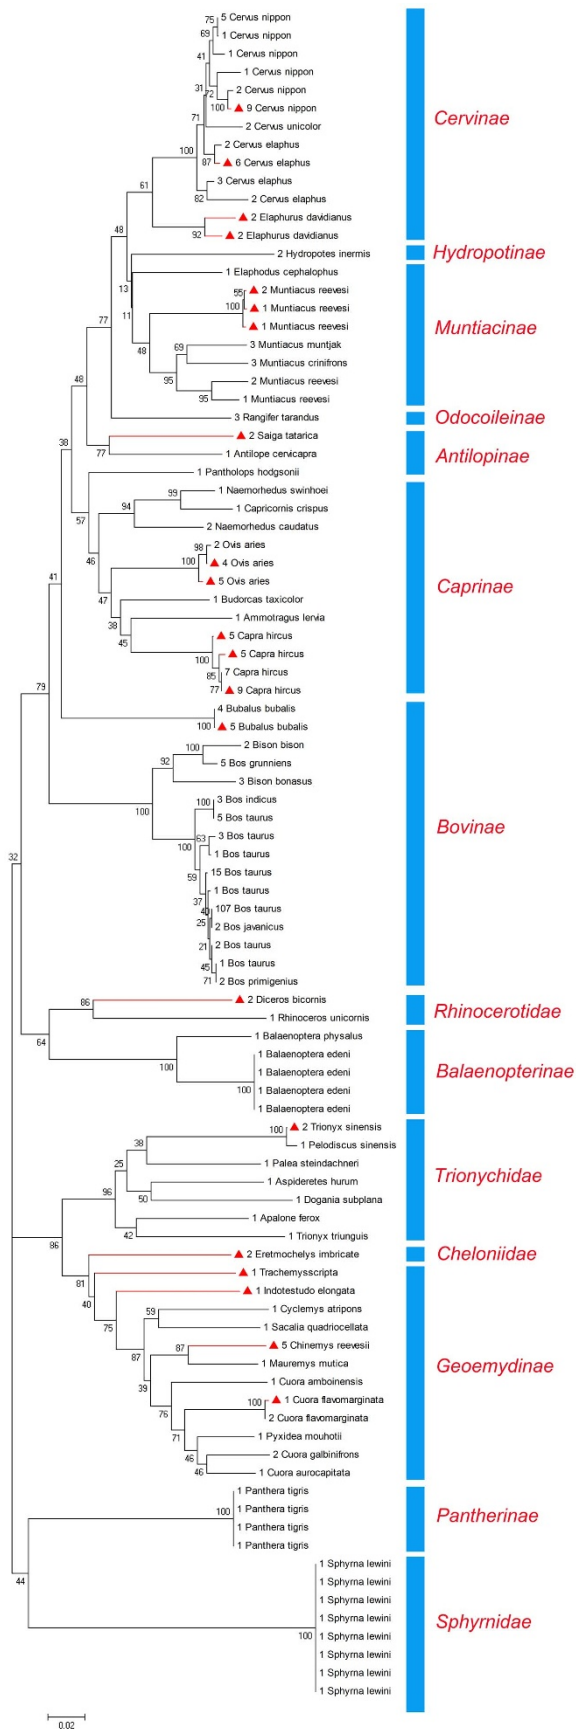 5 Cervus nippon
1 Cervus nippon
1 Cervus nippon
1 Cervus nippon
2 Cervus nippon
9 Cervus nippon
2 Cervus unicolor
2 Cervus elaphus
6 Cervus elaphus
3 Cervus elaphus
2 Cervus elaphus
2 Elaphurus davidianus
2 Elaphurus davidianus
Cervinae
2 Hydropotes inermis
Hydropotinae
1 Elaphodus cephalophus
2 Muntiacus reevesi
1 Muntiacus reevesi
1 Muntiacus reevesi
3 Muntiacus muntjak
3 Muntiacus crinifrons
2 Muntiacus reevesi
1 Muntiacus reevesi
Muntiacinae
3 Rangifer tarandus
Odocoileinae
2 Saiga tatarica
1 Antilope cervicapra
Antilopinae
1 Pantholops hodgsonii
1 Naemorhedus swinhoei
1 Capricornis crispus
2 Naemorhedus caudatus
2 Ovis aries
4 Ovis aries
5 Ovis aries
1 Budorcas taxicolor
1 Ammotragus lervia
5 Capra hircus
5 Capra hircus
7 Capra hircus
9 Capra hircus
Caprinae
4 Bubalus bubalis
5 Bubalus bubalis
2 Bison bison
5 Bos grunniens
3 Bison bonasus
3 Bos indicus
5 Bos taurus
3 Bos taurus
1 Bos taurus
15 Bos taurus
1 Bos taurus
107 Bos taurus
2 Bos javanicus
2 Bos taurus
1 Bos taurus
2 Bos primigenius
Bovinae
2 Diceros bicornis
1 Rhinoceros unicornis
Rhinocerotidae
1 Balaenoptera physalus
1 Balaenoptera edeni
1 Balaenoptera edeni
1 Balaenoptera edeni
1 Balaenoptera edeni
Balaenopterinae
2 Trionyx sinensis
1 Pelodiscus sinensis
1 Palea steindachneri
1 Aspideretes hurum
1 Dogania subplana
1 Apalone ferox
1 Trionyx triunguis
Trionychidae
2 Eretmochelys imbricate
Cheloniidae
1 Trachemysscripta
1 Indotestudo elongata
1 Cyclemys atripons
1 Sacalia quadriocellata
5 Chinemys reevesii
1 Mauremys mutica
1 Cuora amboinensis
1 Cuora flavomarginata
2 Cuora flavomarginata
1 Pyxidea mouhotii
2 Cuora galbinifrons
1 Cuora aurocapitata
Geoemydinae
1 Panthera tigris
1 Panthera tigris
1 Panthera tigris
1 Panthera tigris
Pantherinae
1 Sphyrna lewini
1 Sphyrna lewini
1 Sphyrna lewini
1 Sphyrna lewini
1 Sphyrna lewini
1 Sphyrna lewini
1 Sphyrna lewini
1 Sphyrna lewini
Sphyrnidae
75
69
41
31
72
100
71
100
87
82
61
92
48
13
11
55
100
48
69
95
95
77
48
77
38
57
99
94
46
98
100
47
38
45
100
85
77
41
100
79
100
92
100
100
100
63
59
37
40
25
21
45
71
32
86
64
100
100
100
38
25
50
96
42
86
81
40
75
59
87
87
39
76
100
71
46
46
100
44
100
0.02